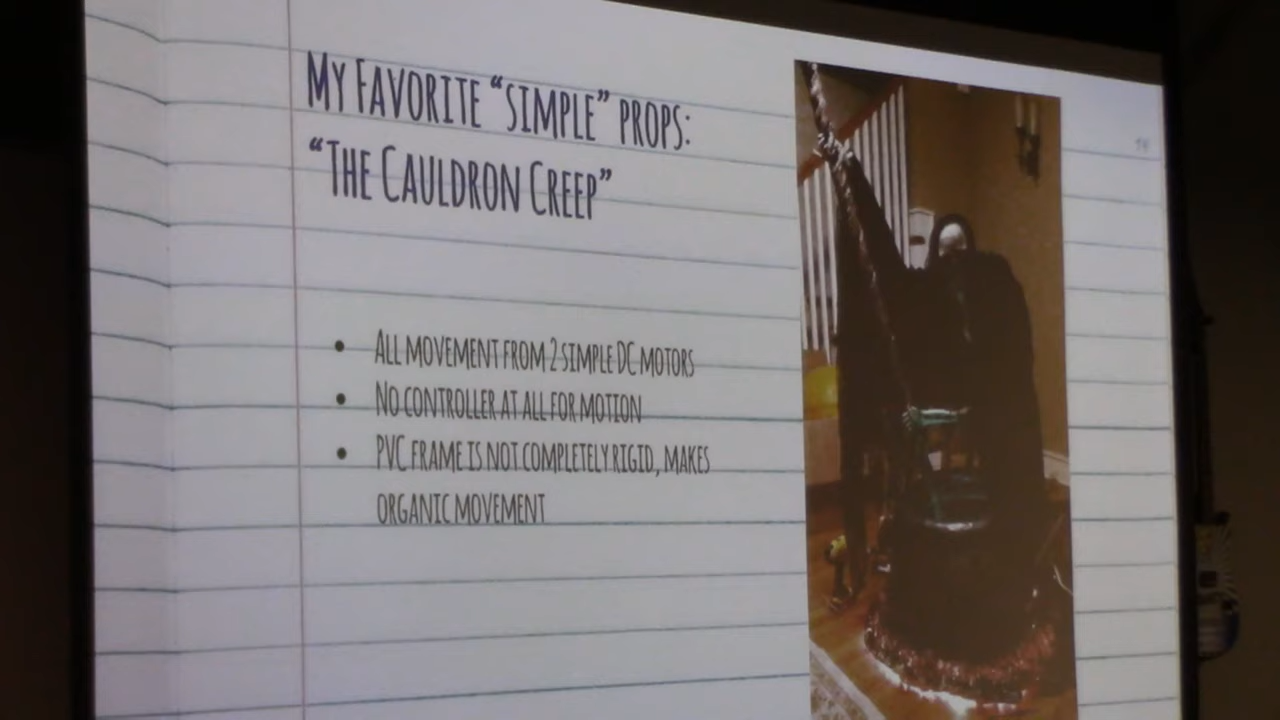 MY FAVORITE “SIMPLE” PROPS:
“THE CAULDRON CREEP”
• ALL MOVEMENT FROM 2 SIMPLE DC MOTORS
• NO CONTROLLER AT ALL FOR MOTION
• PVC FRAME IS NOT COMPLETELY RIGID, MAKES
ORGANIC MOVEMENT